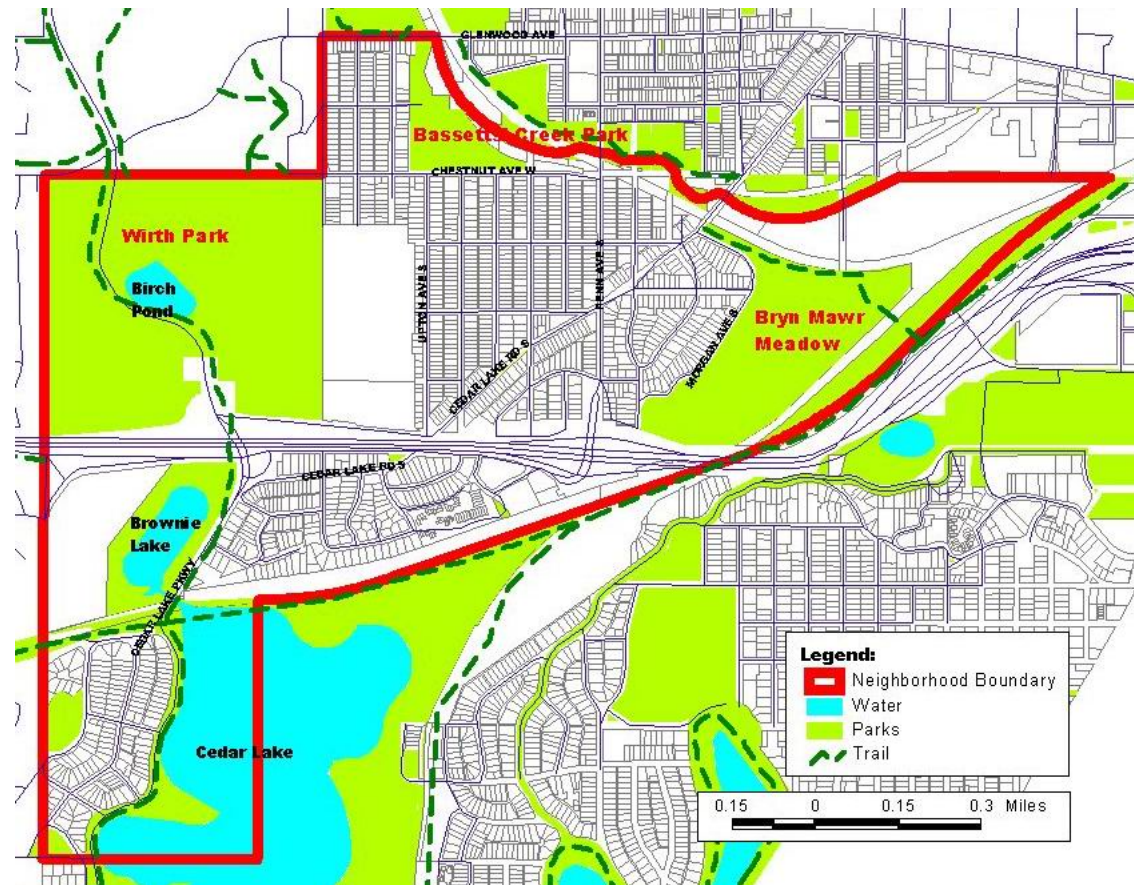 GLENWOOD AVE
Bassetts Creek Park
CHESTNUT AVE W
Wirth Park
Birch
Pond
UPTON AVE S
PENN AVE S
Bryn Mawr
Meadow
MORGAN AVE S
CEDAR LAKE RD S
CEDAR LAKE RD S
Brownie
Lake
CEDAR LAKE PKWY
Cedar Lake
Legend:
Neighborhood Boundary
Water
Parks
Trail
0.15 0 0.15 0.3 Miles